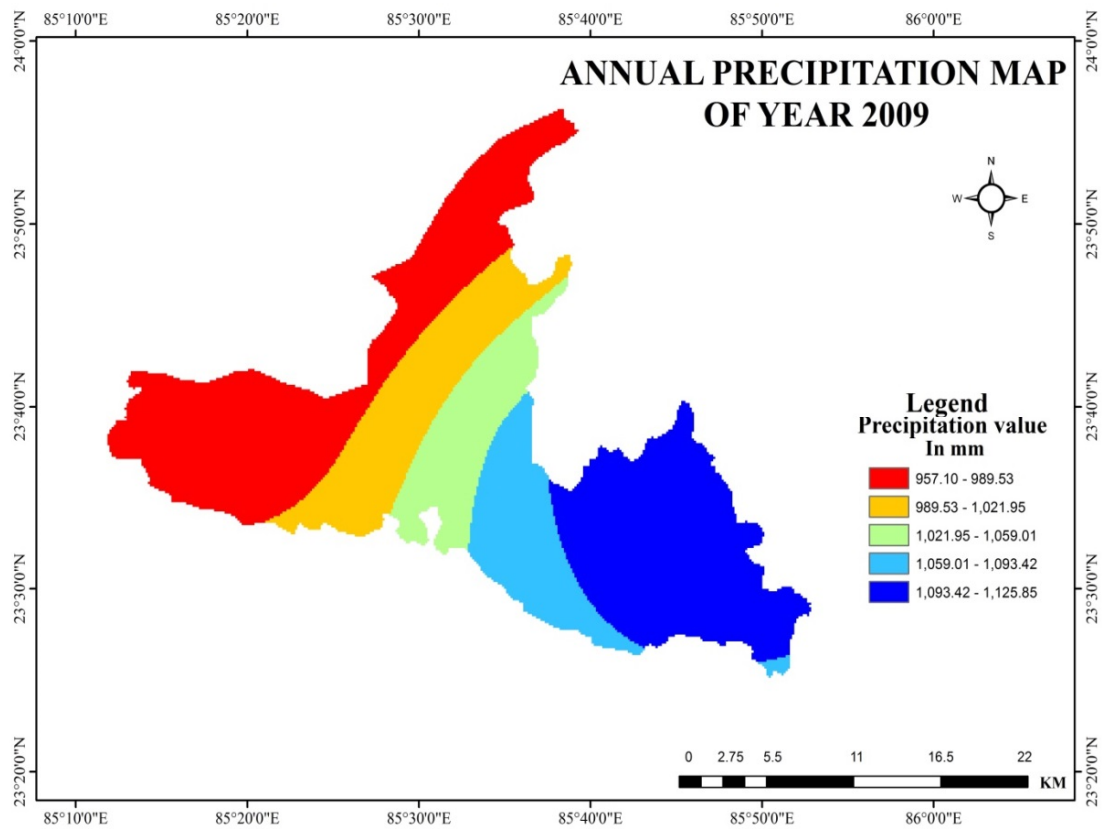 85°10'0"E 85°20'0"E 85°30'0"E 85°40'0"E 85°50'0"E 86°0'0"E
24°0'0"N 24°0'0"N
ANNUAL PRECIPITATION MAP
OF YEAR 2009
N
W E
S
23°50'0"N 23°50'0"N
23°40'0"N 23°40'0"N
Legend
Precipitation value
In mm
957.10 - 989.53
989.53 - 1,021.95
1,021.95 - 1,059.01
1,059.01 - 1,093.42
1,093.42 - 1,125.85
23°30'0"N 23°30'0"N
0 2.75 5.5 11 16.5 22
KM
23°20'0"N 23°20'0"N
85°10'0"E 85°20'0"E 85°30'0"E 85°40'0"E 85°50'0"E 86°0'0"E